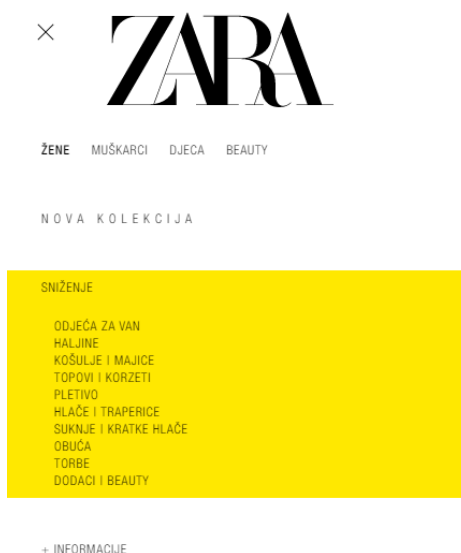 ZARA
ŽENE MUŠKARCI DJECA BEAUTY
NOVA KOLEKCIJA
SNIŽENJE
ODJEĆA ZA VAN
HALJINE
KOŠULJE I MAJICE
TOPOVI I KORZETI
PLETIVO
HLAČE I TRAPERICE
SUKNJE I KRATKE HLAČE
OBUĆA
TORBE
DODACI I BEAUTY
+ INFORMACIJE